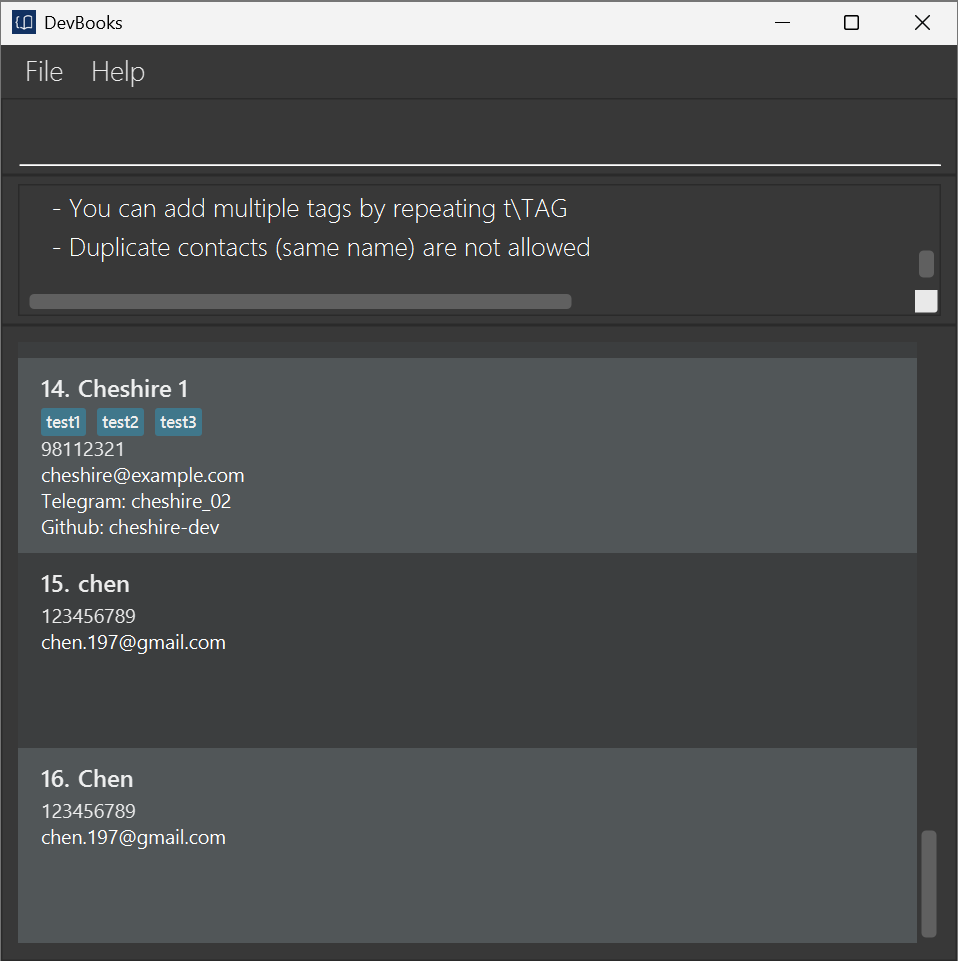 DevBooks
File Help
- You can add multiple tags by repeating t\TAG
- Duplicate contacts (same name) are not allowed
14. Cheshire 1
test1 test2 test3
98112321
cheshire@example.com
Telegram: cheshire_02
Github: cheshire-dev
15. chen
123456789
chen.197@gmail.com
16. Chen
123456789
chen.197@gmail.com